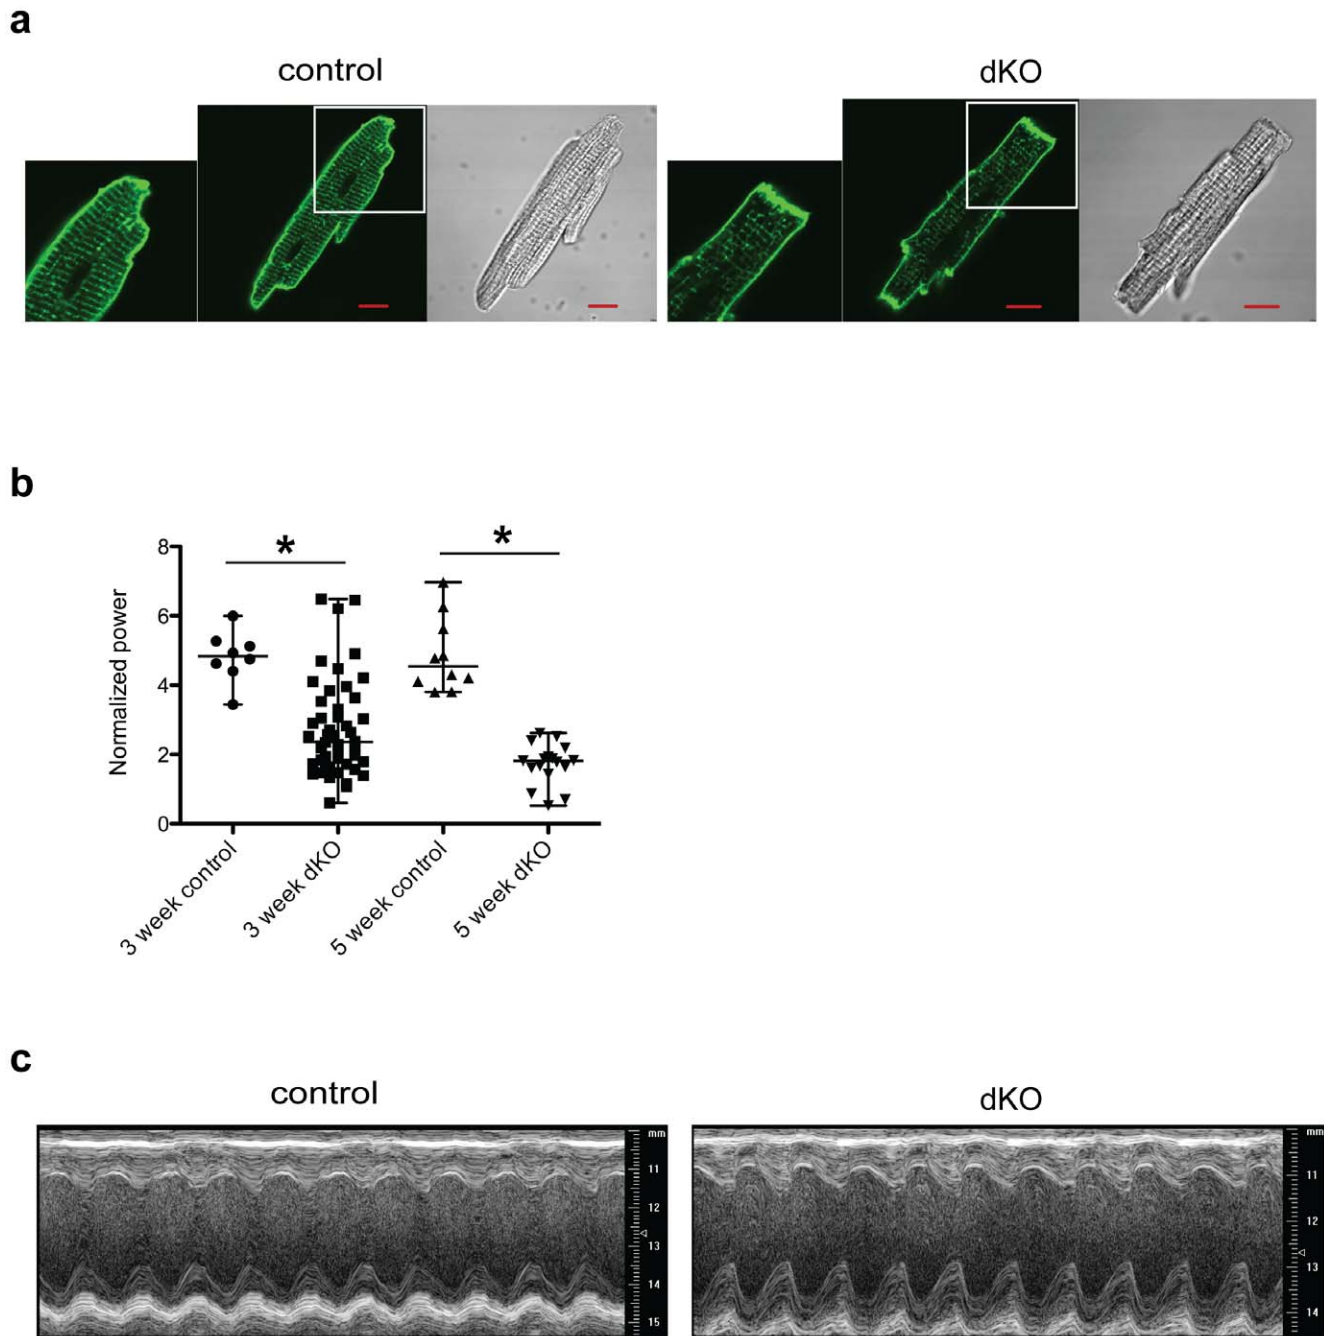 a
control
dKO
b
*
*
8
6
4
2
0
Normalized power
3 week control
3 week dKO
5 week control
5 week dKO
c
control
dKO
mm
11
12
13
14
15
mm
11
12
13
14